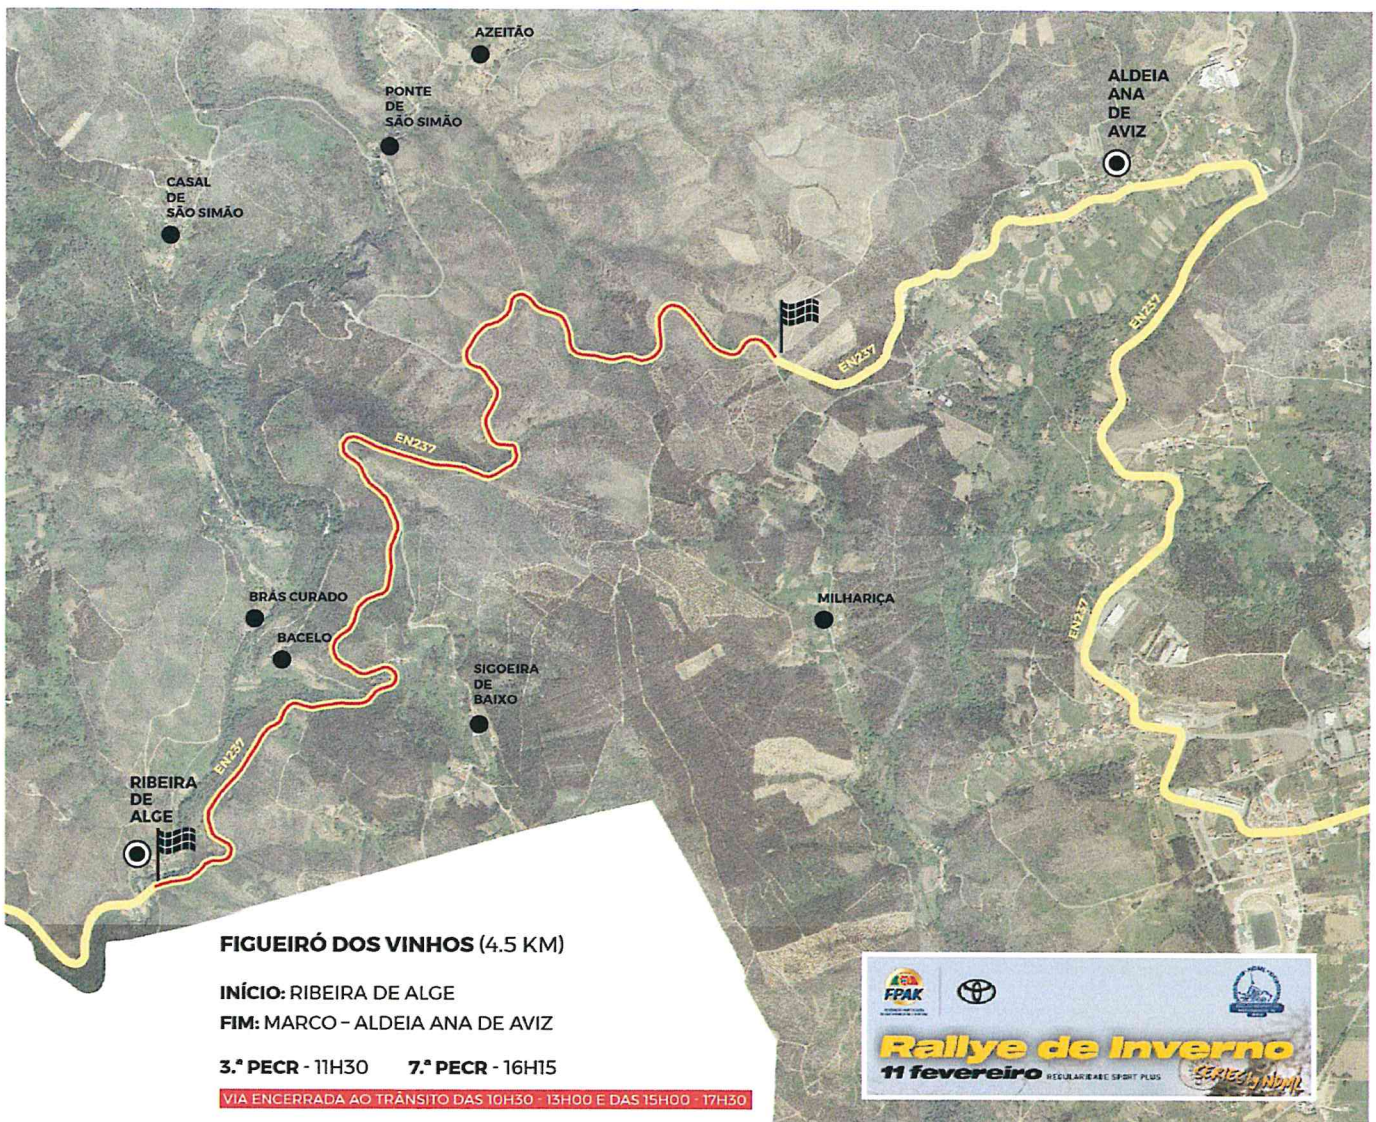 AZEITÃO
ALDEIA
ANA
DE
AVIZ
PONTE
DE
SÃO SIMÃO
CASAL
DE
SÃO SIMÃO
EN237
EN237
EN237
BRÁS CURADO
MILHARIÇA
EN237
BACELO
SIGOEIRA
DE
BAIXO
EN237
RIBEIRA
DE
ALGE
FIGUEIRÓ DOS VINHOS (4.5 KM)
INÍCIO: RIBEIRA DE ALGE
FIM: MARCO – ALDEIA ANA DE AVIZ
3.ª PECR - 11H30 7.ª PECR - 16H15
VIA ENCERRADA AO TRÂNSITO DAS 10H30 - 13H00 E DAS 15H00 - 17H30
FPAK
Rallye de Inverno
11 fevereiro REGULARIDADE SPORT PLUS
SERIES by NDML